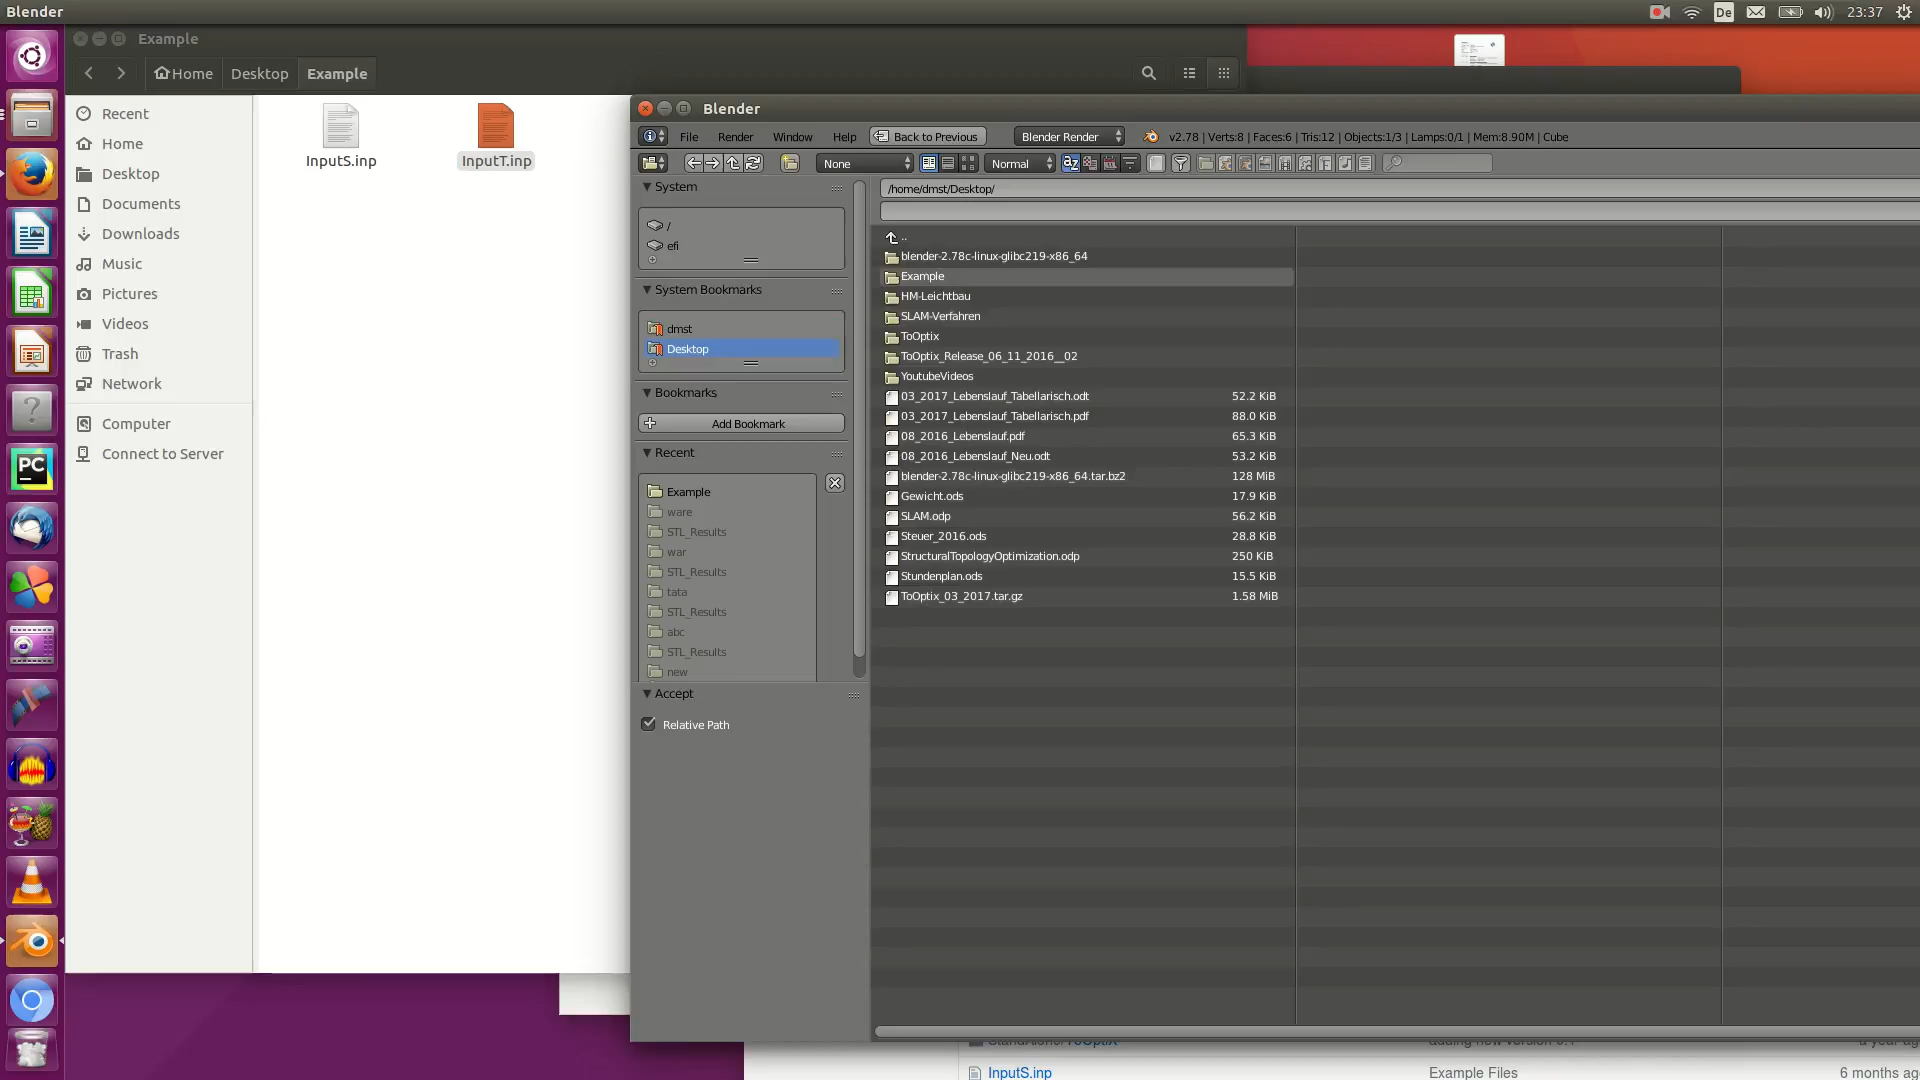 Blender
De
23:37
Example
Home
Desktop
Example
Recent
Home
Desktop
Documents
Downloads
Music
Pictures
Videos
Trash
Network
Computer
Connect to Server
InputS.inp
InputT.inp
PC
Blender
File
Render
Window
Help
Back to Previous
Blender Render
v2.78 | Verts:8 | Faces:6 | Tris:12 | Objects:1/3 | Lamps:0/1 | Mem:8.90M | Cube
None
Normal
az
F
System
/
efi
System Bookmarks
dmst
Desktop
Bookmarks
Add Bookmark
Recent
Example
ware
STL_Results
war
STL_Results
tata
STL_Results
abc
STL_Results
new
Accept
Relative Path
/home/dmst/Desktop/
..
blender-2.78c-linux-glibc219-x86_64
Example
HM-Leichtbau
SLAM-Verfahren
ToOptix
ToOptix_Release_06_11_2016__02
YoutubeVideos
03_2017_Lebenslauf_Tabellarisch.odt 52.2 KiB
03_2017_Lebenslauf_Tabellarisch.pdf 88.0 KiB
08_2016_Lebenslauf.pdf 65.3 KiB
08_2016_Lebenslauf_Neu.odt 53.2 KiB
blender-2.78c-linux-glibc219-x86_64.tar.bz2 128 MiB
Gewicht.ods 17.9 KiB
SLAM.odp 56.2 KiB
Steuer_2016.ods 28.8 KiB
StructuralTopologyOptimization.odp 250 KiB
Stundenplan.ods 15.5 KiB
ToOptix_03_2017.tar.gz 1.58 MiB
InputS.inp Example Files 6 months ag